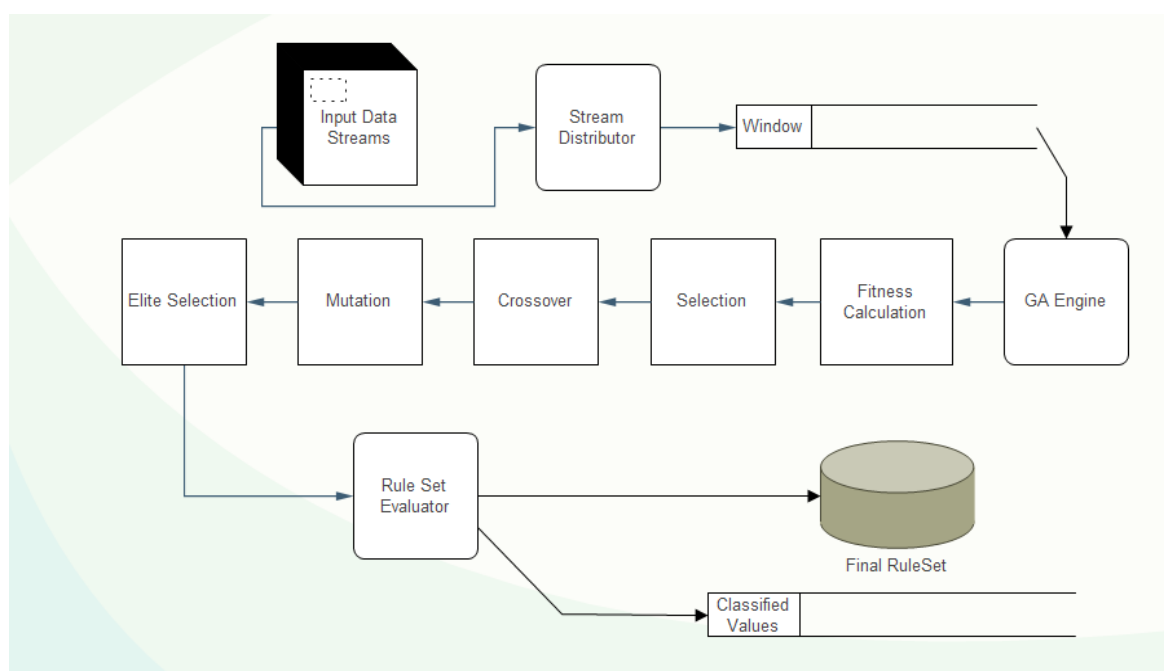 Input Data
Streams
Stream
Distributor
Window
Elite Selection
Mutation
Crossover
Selection
Fitness
Calculation
GA Engine
Rule Set
Evaluator
Final RuleSet
Classified
Values